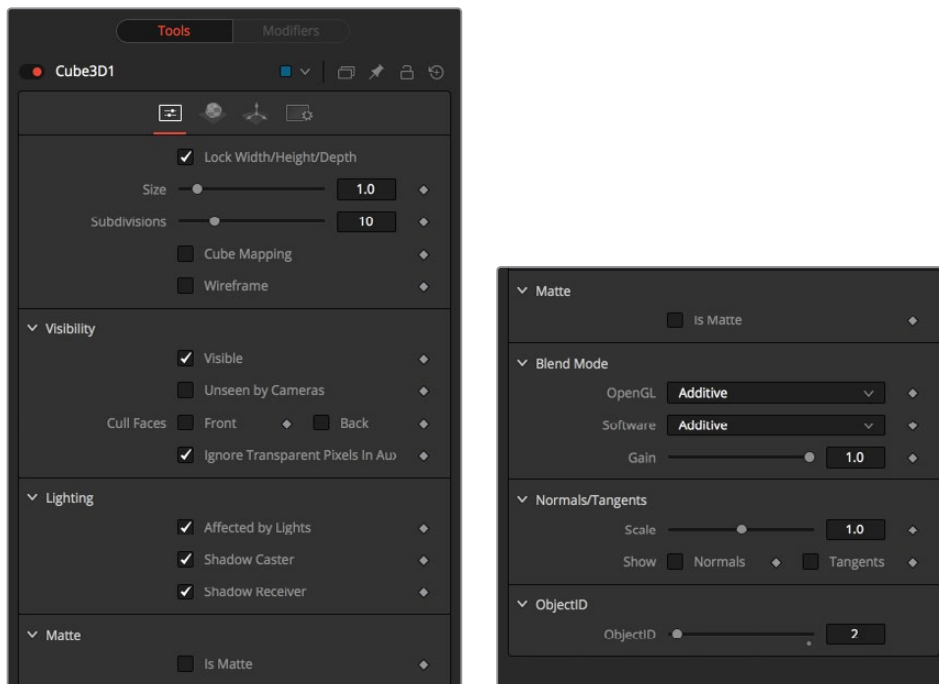 Tools Modifiers
Cube3D1
Lock Width/Height/Depth
Size 1.0
Subdivisions 10
Cube Mapping
Wireframe
Visibility
Visible
Unseen by Cameras
Cull Faces Front Back
Ignore Transparent Pixels In Aux
Lighting
Affected by Lights
Shadow Caster
Shadow Receiver
Matte
Is Matte
Matte
Is Matte
Blend Mode
OpenGL Additive
Software Additive
Gain 1.0
Normals/Tangents
Scale 1.0
Show Normals Tangents
ObjectID
ObjectID 2